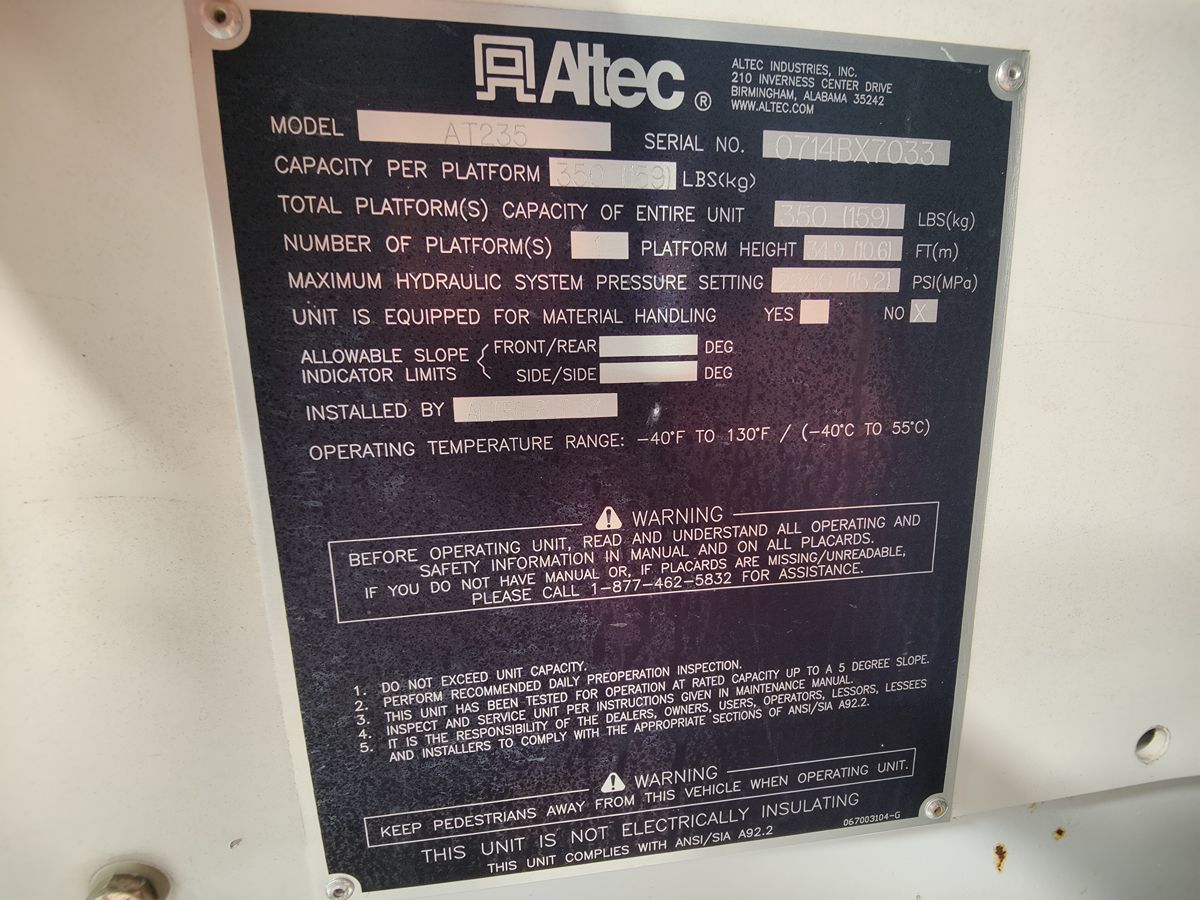 Altec ®
ALTEC INDUSTRIES, INC.
210 INVERNESS CENTER DRIVE
BIRMINGHAM, ALABAMA 35242
WWW.ALTEC.COM
MODEL AT235 SERIAL NO. 0714BX7033
CAPACITY PER PLATFORM 350 (159) LBS(kg)
TOTAL PLATFORM(S) CAPACITY OF ENTIRE UNIT 350 (159) LBS(kg)
NUMBER OF PLATFORM(S) 1 PLATFORM HEIGHT 34.9 (10.6) FT(m)
MAXIMUM HYDRAULIC SYSTEM PRESSURE SETTING (15.2) PSI(MPa)
UNIT IS EQUIPPED FOR MATERIAL HANDLING YES NO X
ALLOWABLE SLOPE INDICATOR LIMITS { FRONT/REAR DEG
SIDE/SIDE DEG
INSTALLED BY
OPERATING TEMPERATURE RANGE: -40°F TO 130°F / (-40°C TO 55°C)
⚠ WARNING
BEFORE OPERATING UNIT, READ AND UNDERSTAND ALL OPERATING AND
SAFETY INFORMATION IN MANUAL AND ON ALL PLACARDS.
IF YOU DO NOT HAVE MANUAL OR, IF PLACARDS ARE MISSING/UNREADABLE,
PLEASE CALL 1-877-462-5832 FOR ASSISTANCE.
1. DO NOT EXCEED UNIT CAPACITY.
2. PERFORM RECOMMENDED DAILY PREOPERATION INSPECTION.
3. THIS UNIT HAS BEEN TESTED FOR OPERATION AT RATED CAPACITY UP TO A 5 DEGREE SLOPE.
4. INSPECT AND SERVICE UNIT PER INSTRUCTIONS GIVEN IN MAINTENANCE MANUAL.
5. IT IS THE RESPONSIBILITY OF THE DEALERS, OWNERS, USERS, OPERATORS, LESSORS, LESSEES
AND INSTALLERS TO COMPLY WITH THE APPROPRIATE SECTIONS OF ANSI/SIA A92.2.
⚠ WARNING
KEEP PEDESTRIANS AWAY FROM THIS VEHICLE WHEN OPERATING UNIT.
THIS UNIT IS NOT ELECTRICALLY INSULATING
THIS UNIT COMPLIES WITH ANSI/SIA A92.2
067003104-G